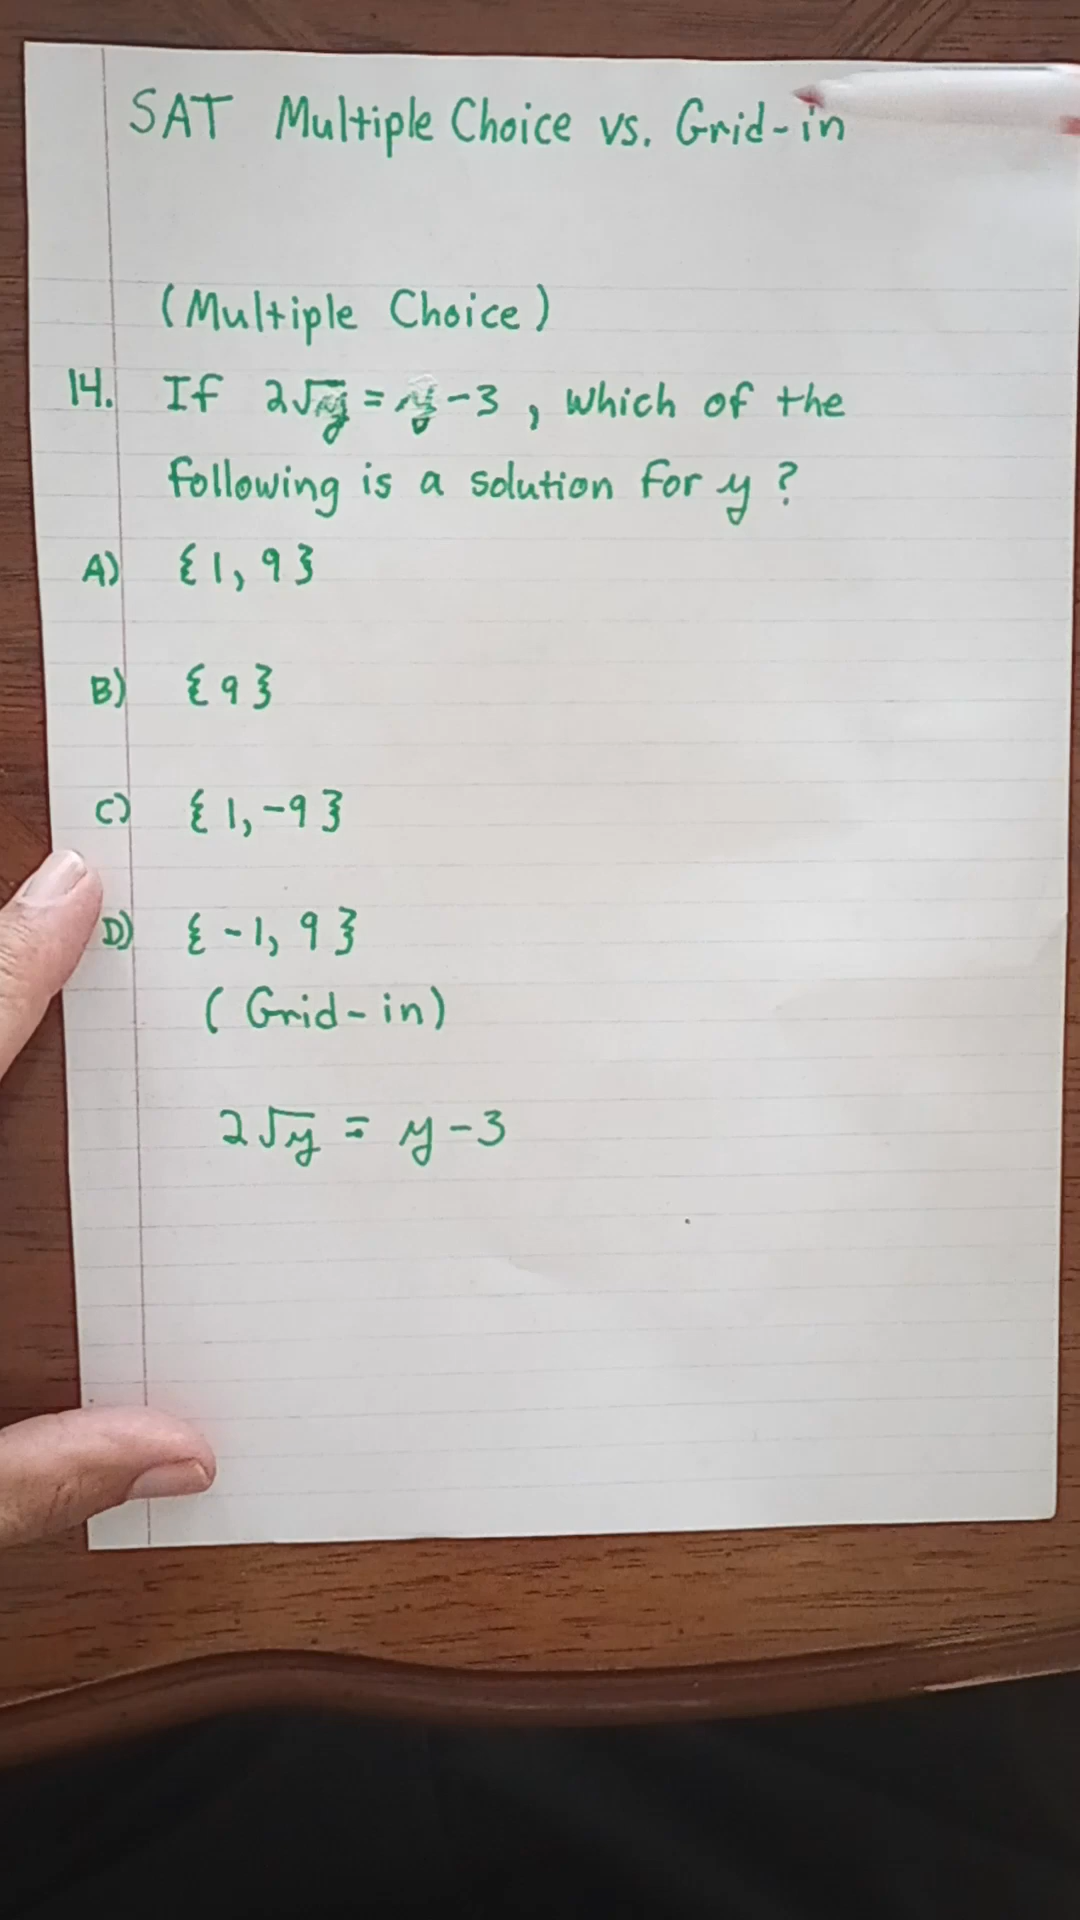 SAT Multiple Choice vs. Grid-in
(Multiple Choice)
14. If 2√y = y - 3 , which of the
following is a solution for y ?
A) {1, 9}
B) {9}
C) {1, -9}
D) {-1, 9}
(Grid-in)
2√y = y - 3